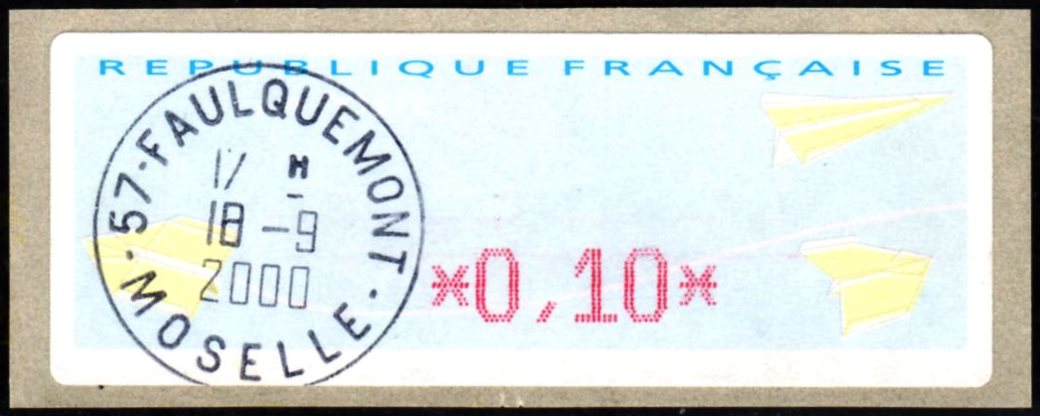 REPUBLIQUE FRANÇAISE
57·FAULQUEMONT
17 H
18 -9
2000
·MOSELLE·
*0,10*